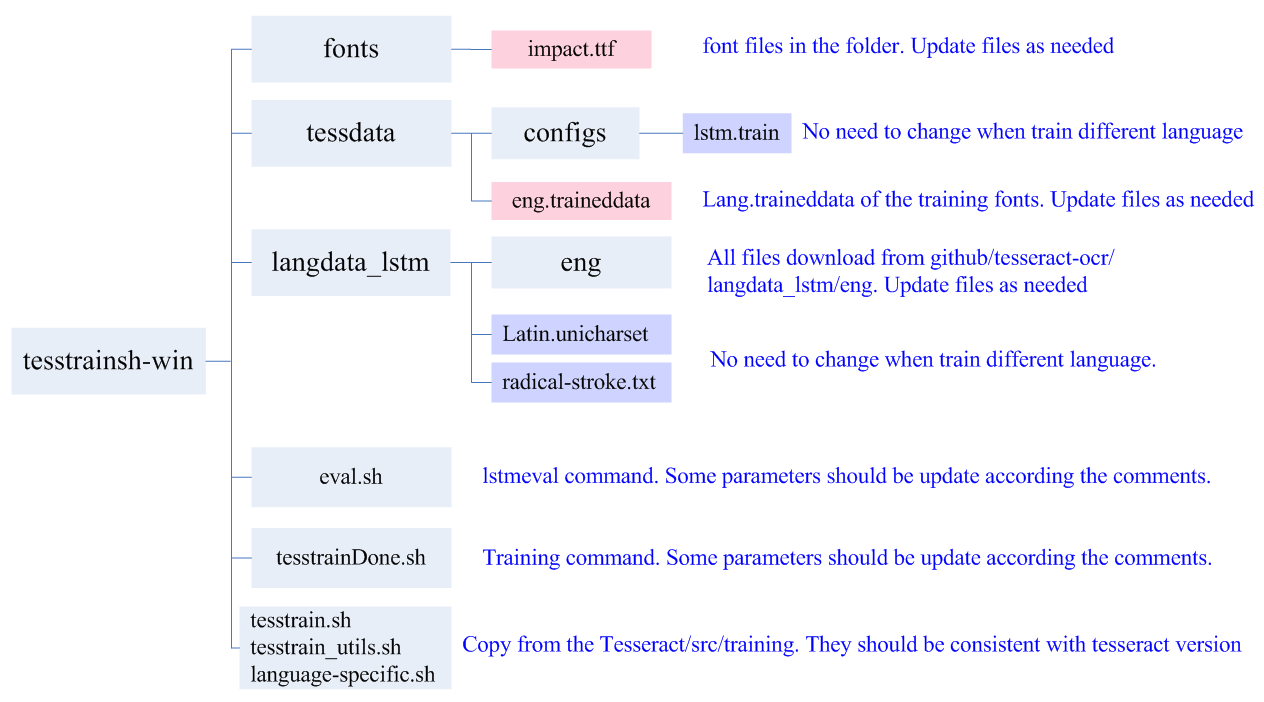 fonts
impact.ttf
font files in the folder. Update files as needed
tessdata
configs
lstm.train
No need to change when train different language
eng.traineddata
Lang.traineddata of the training fonts. Update files as needed
langdata_lstm
eng
All files download from github/tesseract-ocr/
langdata_lstm/eng. Update files as needed
Latin.unicharset
radical-stroke.txt
No need to change when train different language.
tesstrainsh-win
eval.sh
lstmeval command. Some parameters should be update according the comments.
tesstrainDone.sh
Training command. Some parameters should be update according the comments.
tesstrain.sh
tesstrain_utils.sh
language-specific.sh
Copy from the Tesseract/src/training. They should be consistent with tesseract version